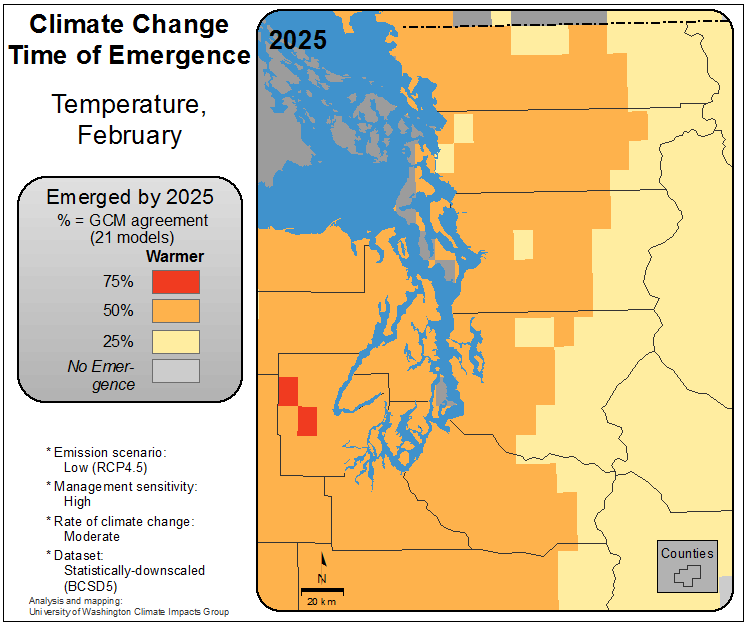 Climate Change
Time of Emergence
Temperature,
February
Emerged by 2025
% = GCM agreement
(21 models)
Warmer
75%
50%
25%
No Emer-
gence
* Emission scenario:
Low (RCP4.5)
* Management sensitivity:
High
* Rate of climate change:
Moderate
* Dataset:
Statistically-downscaled
(BCSD5)
Analysis and mapping:
University of Washington Climate Impacts Group
2025
N
20 km
Counties